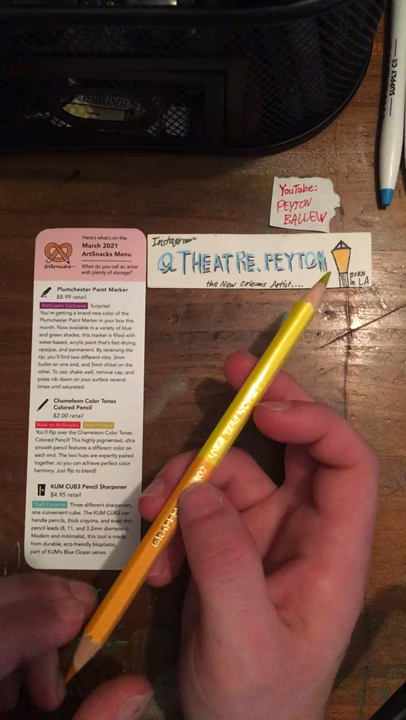 REMBRANDT
SUPPLY CO
YouTube:
PEYTON
BALLEW
Instagram
@THEATRE.PEYTON
the New Orleans Artist....
BORN
in LA
artsnacks
Here's what's on the
March 2021
ArtSnacks Menu
What do you call an artist
with plenty of storage?
Plumchester Paint Marker
$8.99 retail
ArtSnacks Exclusive Surprise!
You're getting a brand new color of the
Plumchester Paint Marker in your box this
month. Now available in a variety of blue
and green shades, this marker is filled with
water-based, acrylic paint that's fast drying,
opaque, and permanent. By reversing the
tip, you'll find two different nibs: 3mm
bullet on one end, and 5mm chisel on the
other. To use: shake well, remove cap, and
press nib down on your surface several
times until saturated.
Chameleon Color Tones
Colored Pencil
$2.00 retail
New to ArtSnacks
You'll flip over the Chameleon Color Tones
Colored Pencil! This highly pigmented, ultra
smooth pencil features a different color on
each end. The two hues are expertly paired
together, so you can achieve perfect color
harmony. Just flip to blend!
KUM CUB3 Pencil Sharpener
$4.95 retail
Staff Favorite Three different sharpeners,
one convenient cube. The KUM CUB3 can
handle pencils, thick crayons, and even thin
pencil leads (8, 11, and 3.2mm diameter).
Modern and minimalist, this tool is made
from durable, eco-friendly bioplastic,
part of KUM's Blue Ocean series.